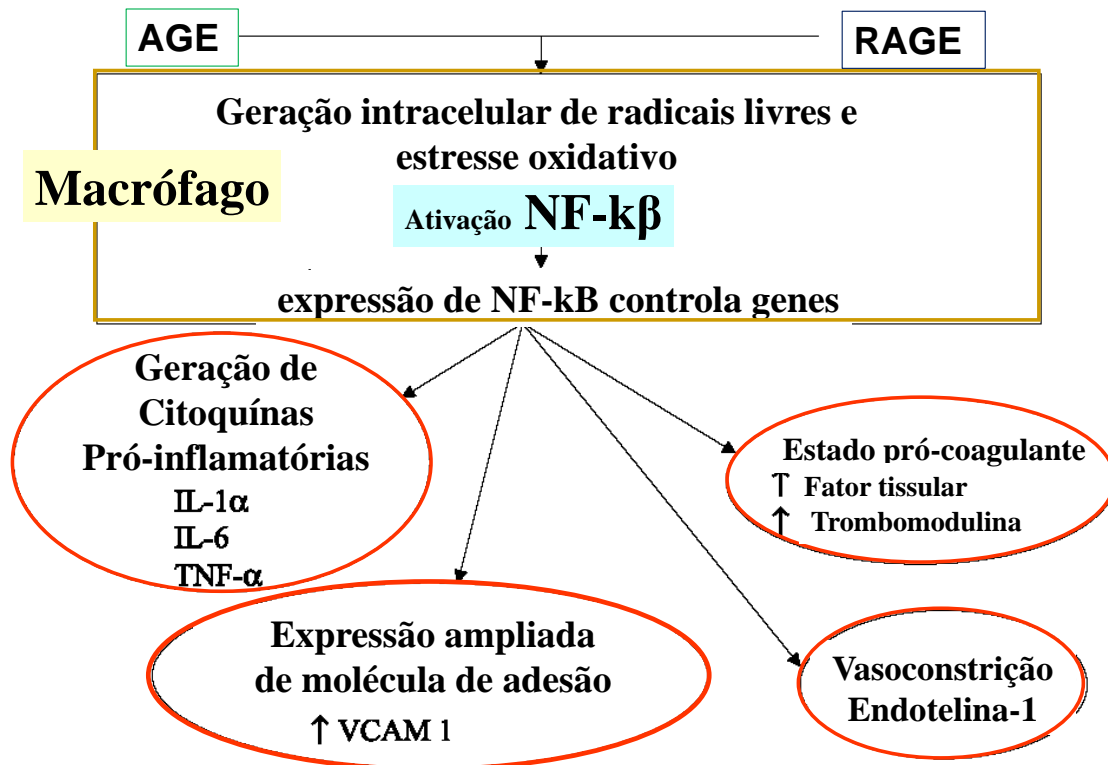 AGE
RAGE
Geração intracelular de radicais livres e
estresse oxidativo
Macrófago
Ativação NF-kβ
expressão de NF-kB controla genes
Geração de
Citoquínas
Pró-inflamatórias
IL-1α
IL-6
TNF-α
Estado pró-coagulante
↑ Fator tissular
↑ Trombomodulina
Expressão ampliada
de molécula de adesão
↑ VCAM 1
Vasoconstrição
Endotelina-1